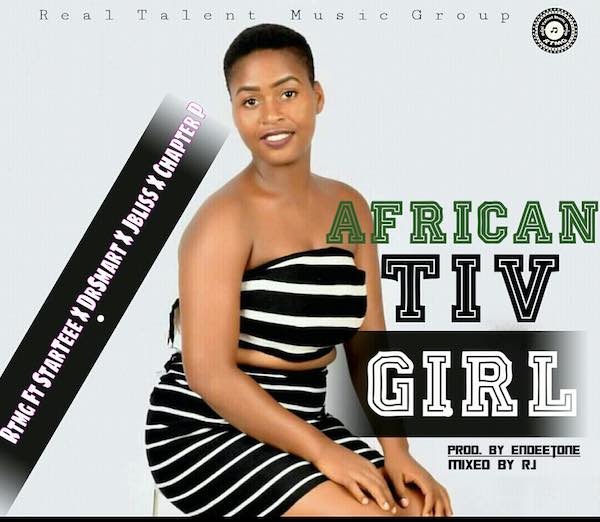 Real Talent Music Group
RTMG
RTMG FT STARTEEE X DRSMART X JBLISS X CHAPTER P
AFRICAN
TIV
GIRL
PROD. BY ENDEETONE
MIXED BY RJ